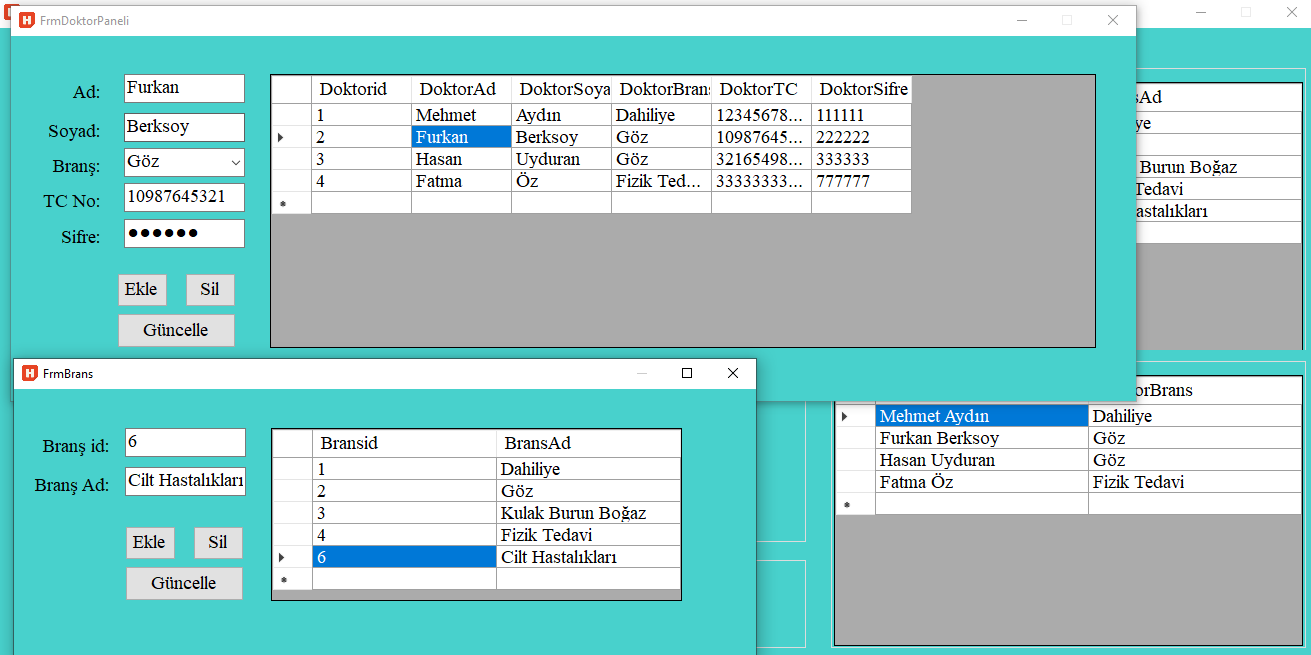 FrmDoktorPaneli
Ad: Furkan
Soyad: Berksoy
Branş: Göz
TC No: 10987645321
Sifre: ●●●●●●
Ekle Sil
Güncelle
Doktorid DoktorAd DoktorSoya DoktorBranş DoktorTC DoktorSifre
1 Mehmet Aydın Dahiliye 12345678... 111111
2 Furkan Berksoy Göz 10987645... 222222
3 Hasan Uyduran Göz 32165498... 333333
4 Fatma Öz Fizik Ted... 33333333... 777777
sAd
ye
Burun Boğaz
Tedavi
astalıkları
FrmBrans
Branş id: 6
Branş Ad: Cilt Hastalıkları
Ekle Sil
Güncelle
Bransid BransAd
1 Dahiliye
2 Göz
3 Kulak Burun Boğaz
4 Fizik Tedavi
6 Cilt Hastalıkları
orBrans
Mehmet Aydın Dahiliye
Furkan Berksoy Göz
Hasan Uyduran Göz
Fatma Öz Fizik Tedavi